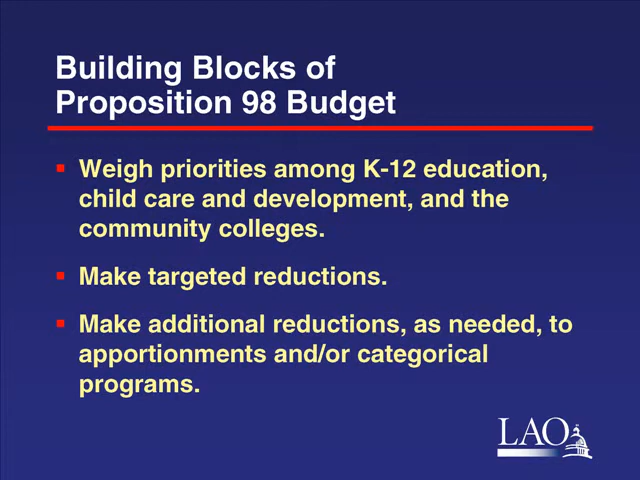 Building Blocks of
Proposition 98 Budget
Weigh priorities among K-12 education,
child care and development, and the
community colleges.
Make targeted reductions.
Make additional reductions, as needed, to
apportionments and/or categorical
programs.
LAO